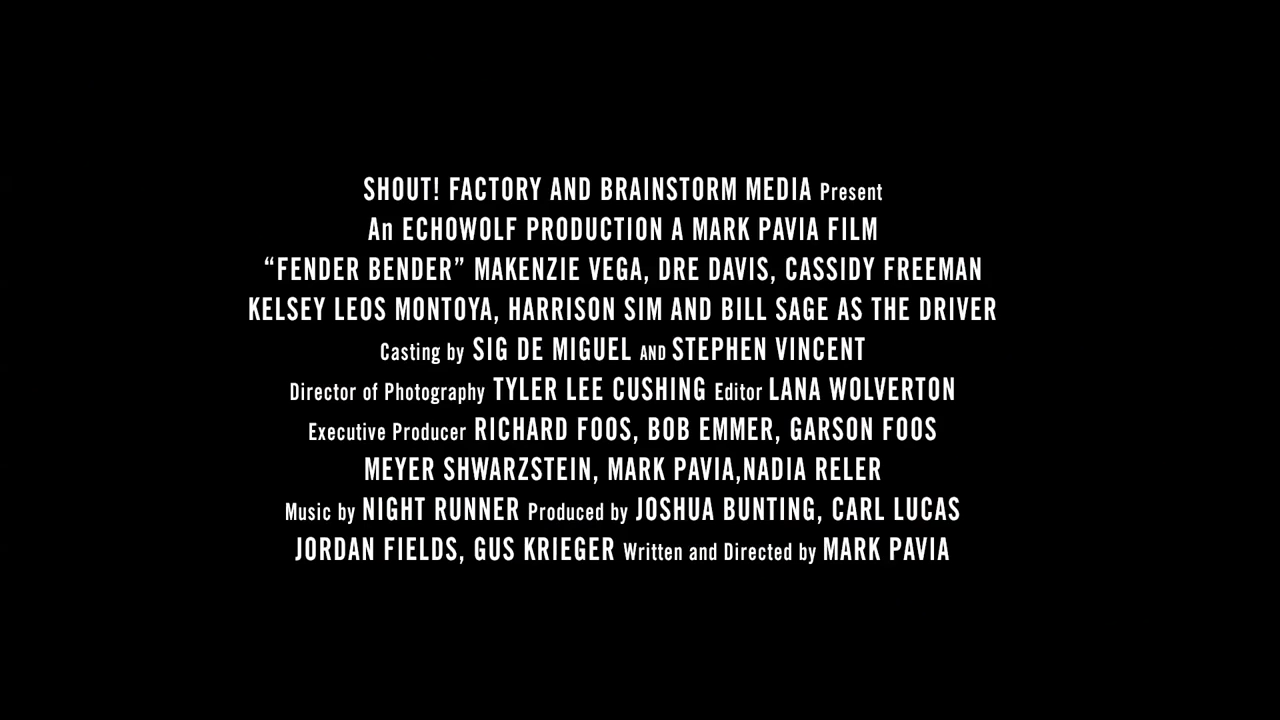 SHOUT! FACTORY AND BRAINSTORM MEDIA Present
An ECHOWOLF PRODUCTION A MARK PAVIA FILM
“FENDER BENDER” MAKENZIE VEGA, DRE DAVIS, CASSIDY FREEMAN
KELSEY LEOS MONTOYA, HARRISON SIM AND BILL SAGE AS THE DRIVER
Casting by SIG DE MIGUEL AND STEPHEN VINCENT
Director of Photography TYLER LEE CUSHING Editor LANA WOLVERTON
Executive Producer RICHARD FOOS, BOB EMMER, GARSON FOOS
MEYER SHWARZSTEIN, MARK PAVIA,NADIA RELER
Music by NIGHT RUNNER Produced by JOSHUA BUNTING, CARL LUCAS
JORDAN FIELDS, GUS KRIEGER Written and Directed by MARK PAVIA